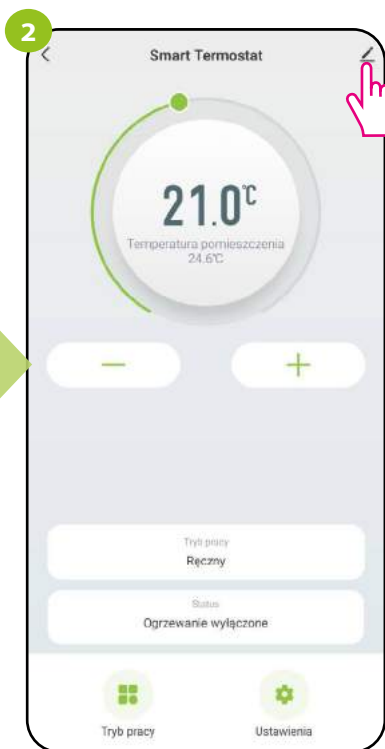 2
Smart Termostat
21.0°C
Temperatura pomieszczenia
24.6°C
Tryb pracy
Ręczny
Status
Ogrzewanie wyłączone
Tryb pracy
Ustawienia